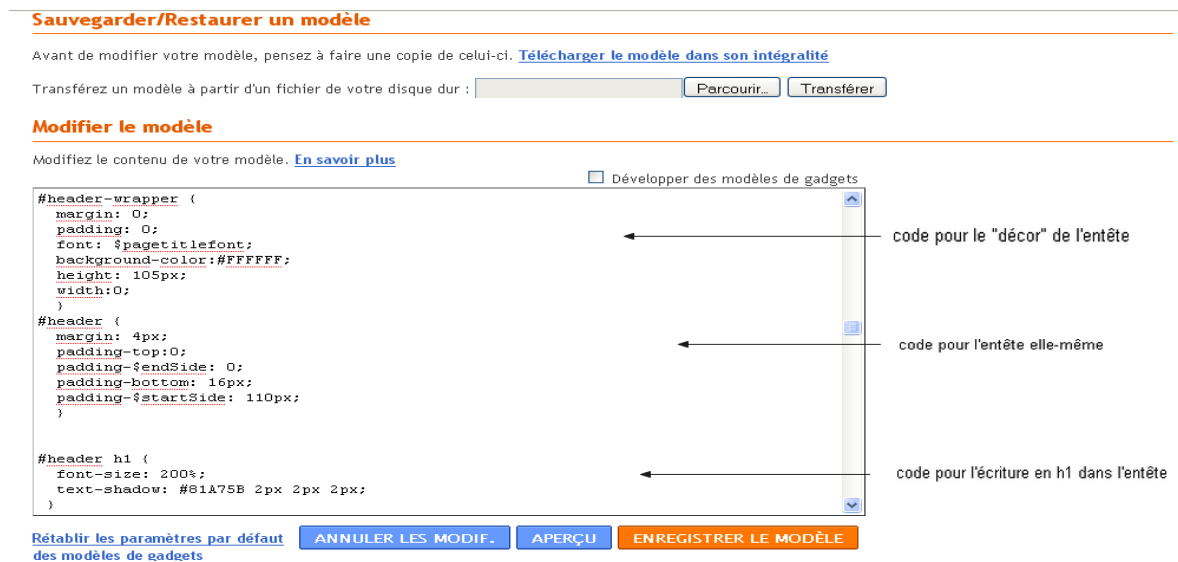 Sauvegarder/Restaurer un modèle
Avant de modifier votre modèle, pensez à faire une copie de celui-ci. Télécharger le modèle dans son intégralité
Transférez un modèle à partir d'un fichier de votre disque dur : Parcourir... Transférer
Modifier le modèle
Modifiez le contenu de votre modèle. En savoir plus
Développer des modèles de gadgets
#header-wrapper {
margin: 0;
padding: 0;
font: $pagetitlefont;
background-color:#FFFFFF;
height: 105px;
width:0;
}
code pour le "décor" de l'entête
#header {
margin: 4px;
padding-top:0;
padding-$endSide: 0;
padding-bottom: 16px;
padding-$startSide: 110px;
}
code pour l'entête elle-même
#header h1 {
font-size: 200%;
text-shadow: #81A75B 2px 2px 2px;
}
code pour l'écriture en h1 dans l'entête
Rétablir les paramètres par défaut
des modèles de gadgets
ANNULER LES MODIF. APERÇU ENREGISTRER LE MODÈLE